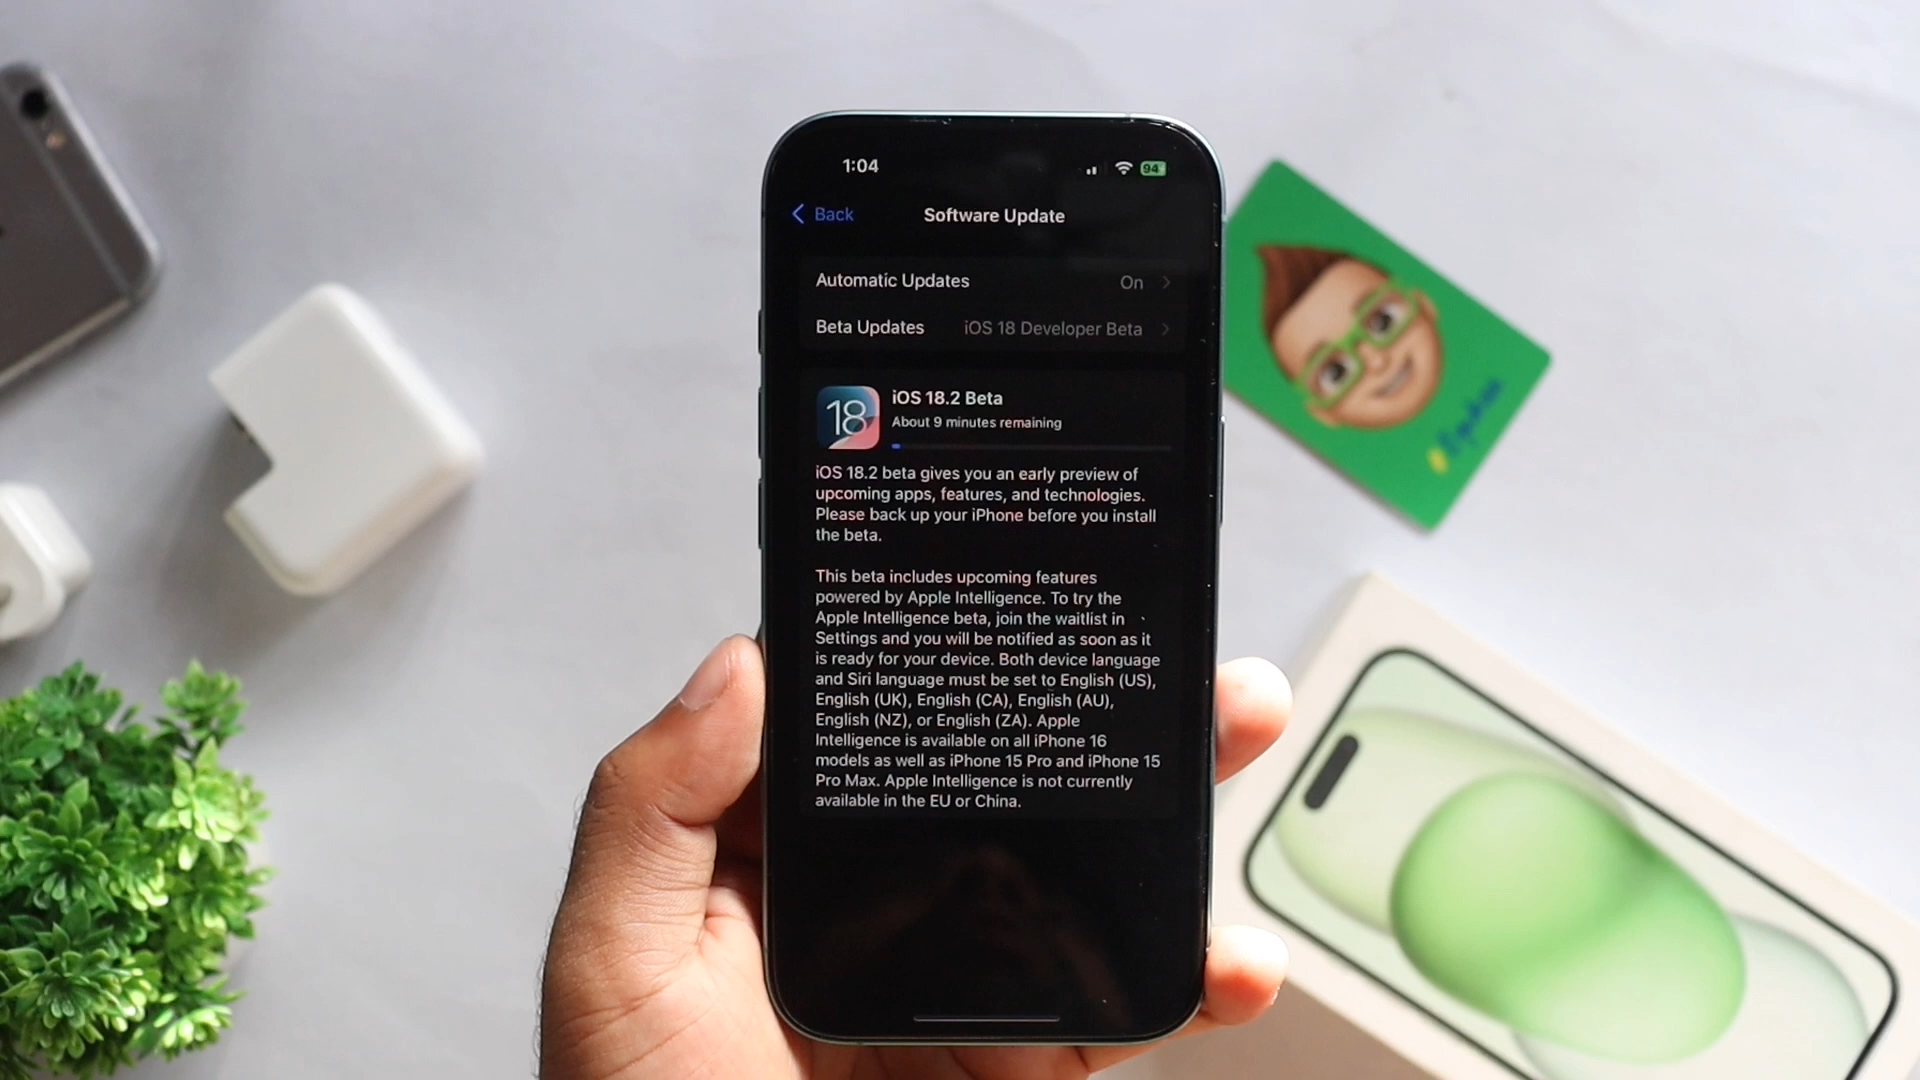 1:04
94
Back
Software Update
Automatic Updates On
Beta Updates iOS 18 Developer Beta
18
iOS 18.2 Beta
About 9 minutes remaining
iOS 18.2 beta gives you an early preview of
upcoming apps, features, and technologies.
Please back up your iPhone before you install
the beta.
This beta includes upcoming features
powered by Apple Intelligence. To try the
Apple Intelligence beta, join the waitlist in
Settings and you will be notified as soon as it
is ready for your device. Both device language
and Siri language must be set to English (US),
English (UK), English (CA), English (AU),
English (NZ), or English (ZA). Apple
Intelligence is available on all iPhone 16
models as well as iPhone 15 Pro and iPhone 15
Pro Max. Apple Intelligence is not currently
available in the EU or China.